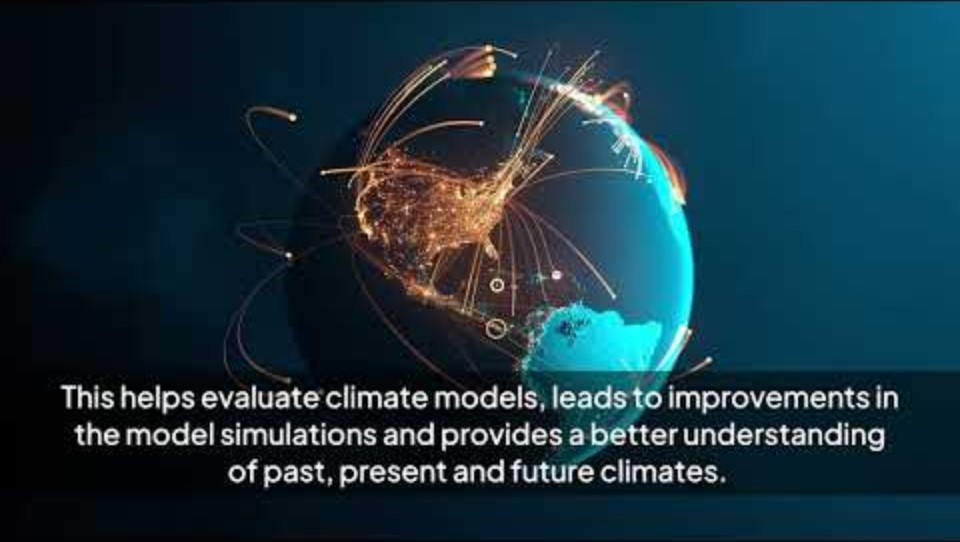 This helps evaluate climate models, leads to improvements in
the model simulations and provides a better understanding
of past, present and future climates.